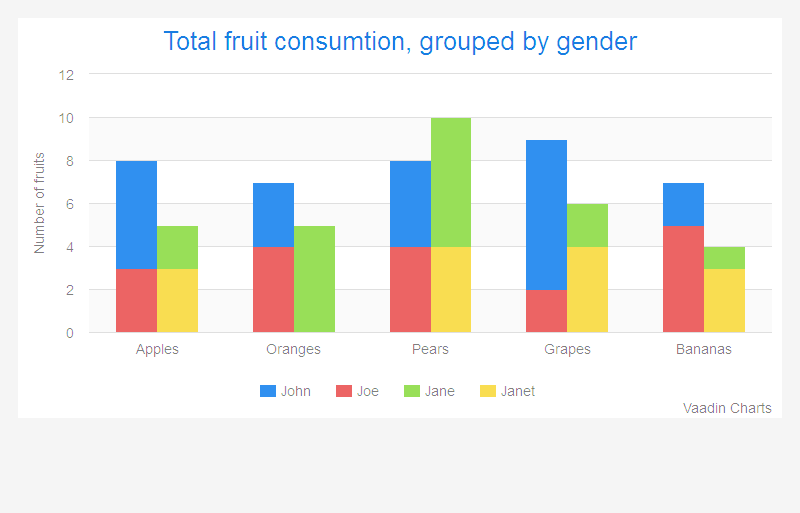 Total fruit consumtion, grouped by gender
Number of fruits
12
10
8
6
4
2
0
Apples Oranges Pears Grapes Bananas
John Joe Jane Janet
Vaadin Charts